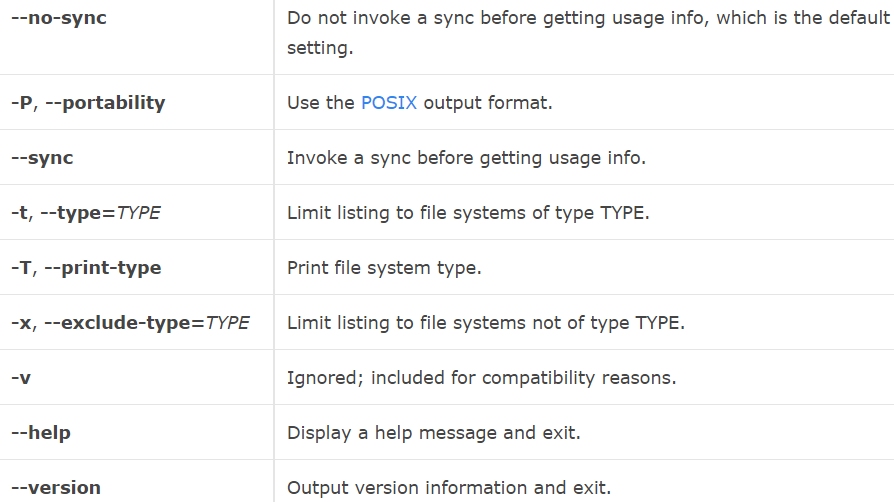 --no-sync Do not invoke a sync before getting usage info, which is the default
setting.
-P, --portability Use the POSIX output format.
--sync Invoke a sync before getting usage info.
-t, --type=TYPE Limit listing to file systems of type TYPE.
-T, --print-type Print file system type.
-x, --exclude-type=TYPE Limit listing to file systems not of type TYPE.
-v Ignored; included for compatibility reasons.
--help Display a help message and exit.
--version Output version information and exit.